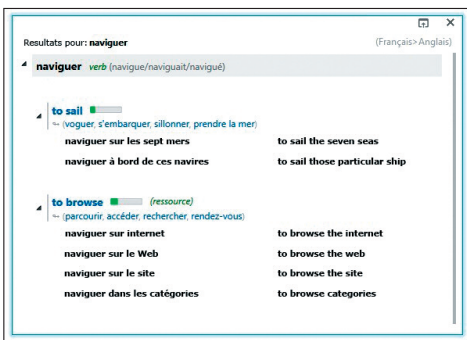 Resultats pour: naviguer (Français>Anglais)
naviguer verb (navigue/naviguait/navigué)
to sail
(voguer, s'embarquer, sillonner, prendre la mer)
naviguer sur les sept mers to sail the seven seas
naviguer à bord de ces navires to sail those particular ship
to browse (ressource)
(parcourir, accéder, rechercher, rendez-vous)
naviguer sur internet to browse the internet
naviguer sur le Web to browse the web
naviguer sur le site to browse the site
naviguer dans les catégories to browse categories